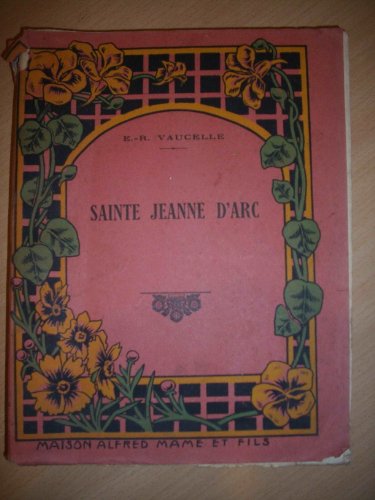 E.-R. VAUCELLE
SAINTE JEANNE D'ARC
MAISON ALFRED MAME ET FILS